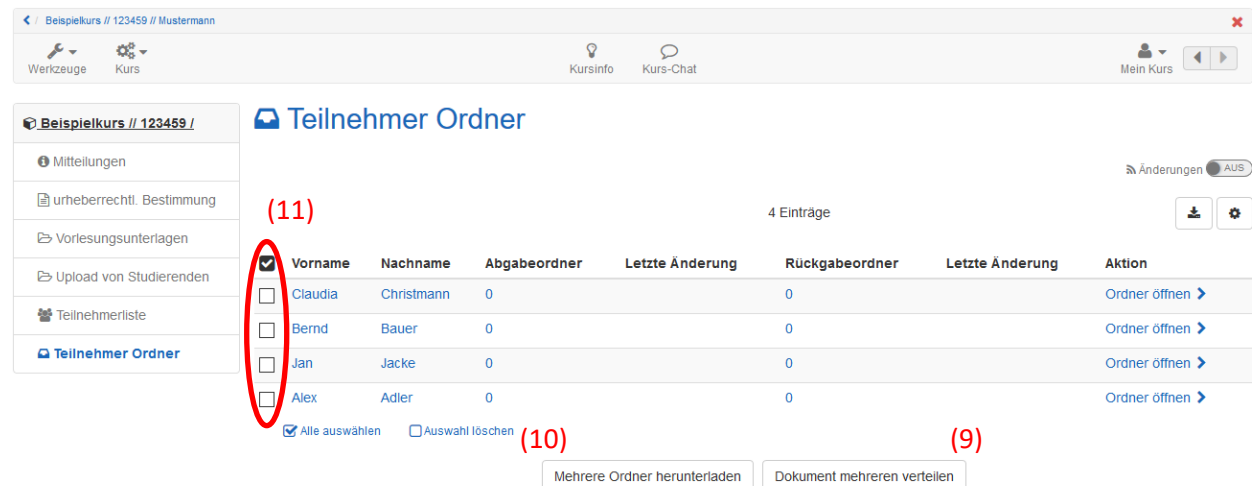 / Beispielkurs // 123459 // Mustermann
Werkzeuge Kurs Kursinfo Kurs-Chat Mein Kurs
Beispielkurs // 123459 /
Mitteilungen
urheberrechtl. Bestimmung
Vorlesungsunterlagen
Upload von Studierenden
Teilnehmerliste
Teilnehmer Ordner
Teilnehmer Ordner
Änderungen AUS
(11)
4 Einträge
Vorname Nachname Abgabeordner Letzte Änderung Rückgabeordner Letzte Änderung Aktion
Claudia Christmann 0 0 Ordner öffnen
Bernd Bauer 0 0 Ordner öffnen
Jan Jacke 0 0 Ordner öffnen
Alex Adler 0 0 Ordner öffnen
Alle auswählen Auswahl löschen
(10) (9)
Mehrere Ordner herunterladen Dokument mehreren verteilen